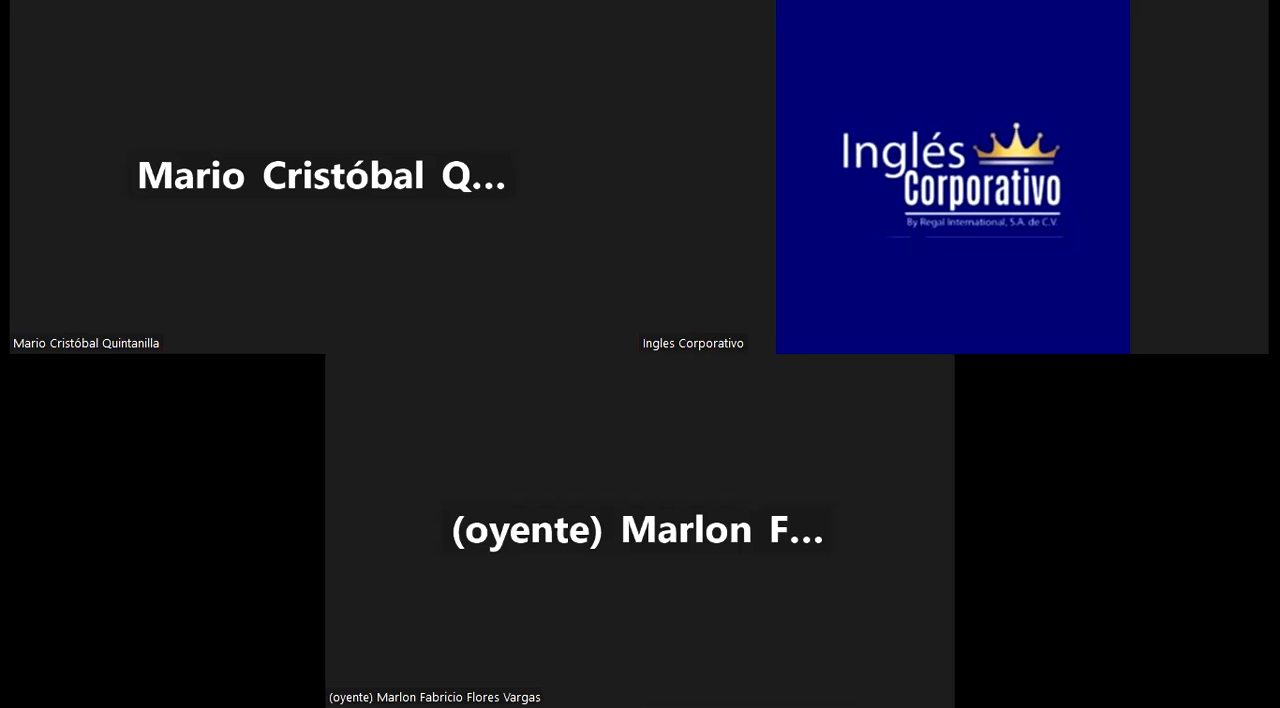 Mario Cristóbal Q...
Mario Cristóbal Quintanilla
Inglés
Corporativo
By Regal International, S.A. de C.V.
Ingles Corporativo
(oyente) Marlon F...
(oyente) Marlon Fabricio Flores Vargas